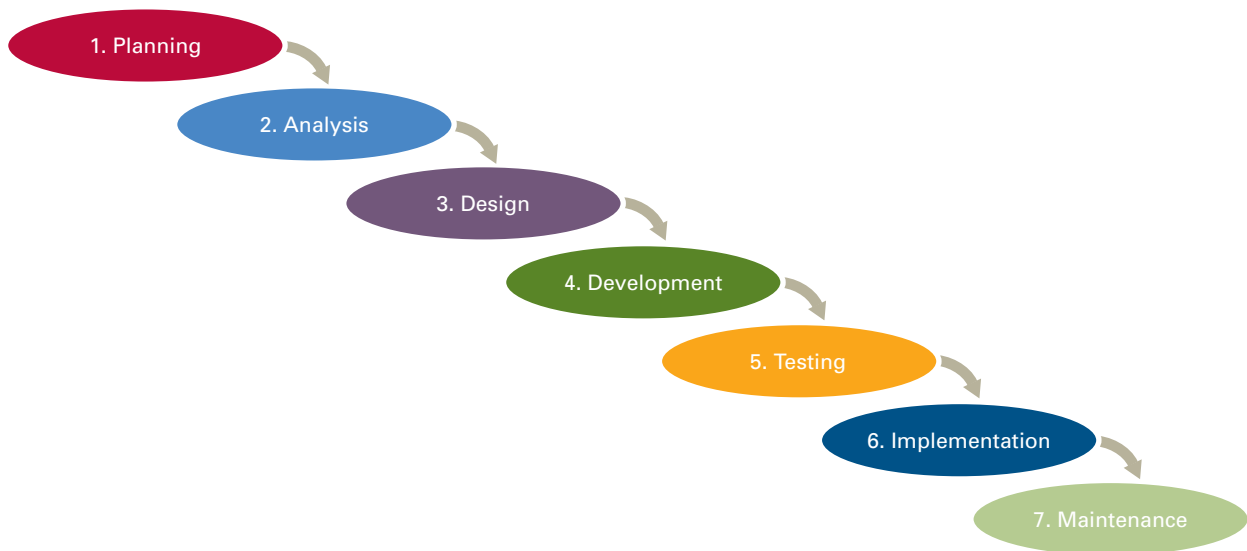 1. Planning
2. Analysis
3. Design
4. Development
5. Testing
6. Implementation
7. Maintenance